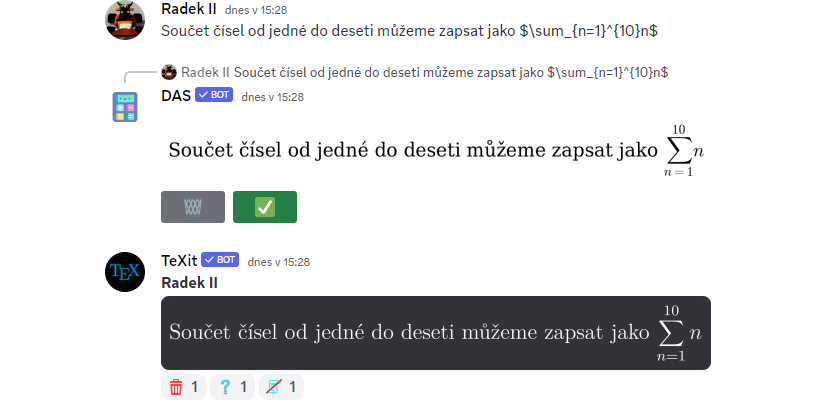 Radek II dnes v 15:28
Součet čísel od jedné do deseti můžeme zapsat jako $\sum_{n=1}^{10}n$
Radek II Součet čísel od jedné do deseti můžeme zapsat jako $\sum_{n=1}^{10}n$
DAS BOT dnes v 15:28
10
Součet čísel od jedné do deseti můžeme zapsat jako ∑ n
n = 1
TeXit BOT dnes v 15:28
TEX
Radek II
10
Součet čísel od jedné do deseti můžeme zapsat jako ∑ n
n=1
1 ? 1 1